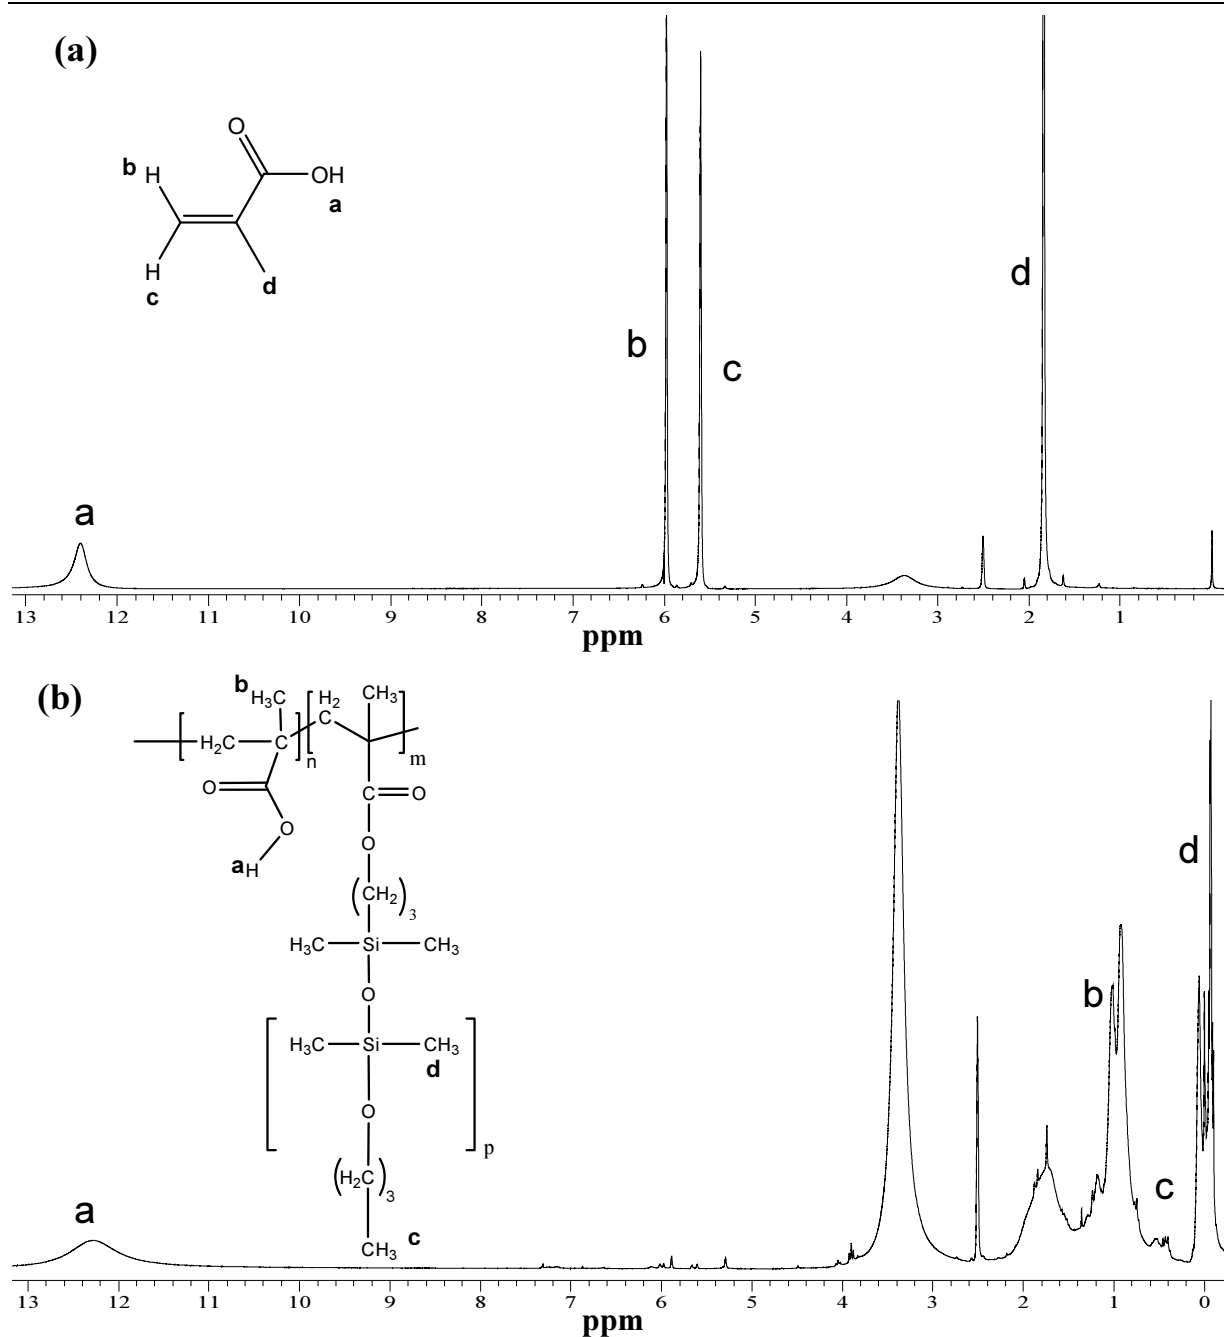 (a)
O
b H
OH
a
H
c
d
b
c
d
a
13 12 11 10 9 8 7 6 5 4 3 2 1
ppm
(b)
b H₃C
H₂
C
CH₃
H₂C
C
n
m
O
O
C
O
a H
O
(CH₂)₃
H₃C Si CH₃
O
H₃C Si CH₃
d
O
p
(H₂C)₃
CH₃ c
a
b
c
d
13 12 11 10 9 8 7 6 5 4 3 2 1 0
ppm